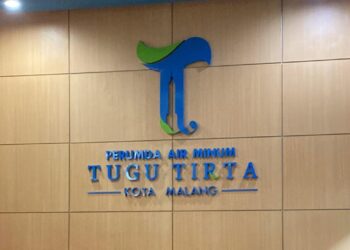 PERUMDA AIR MINUM
TUGU TIRTA
KOTA MALANG